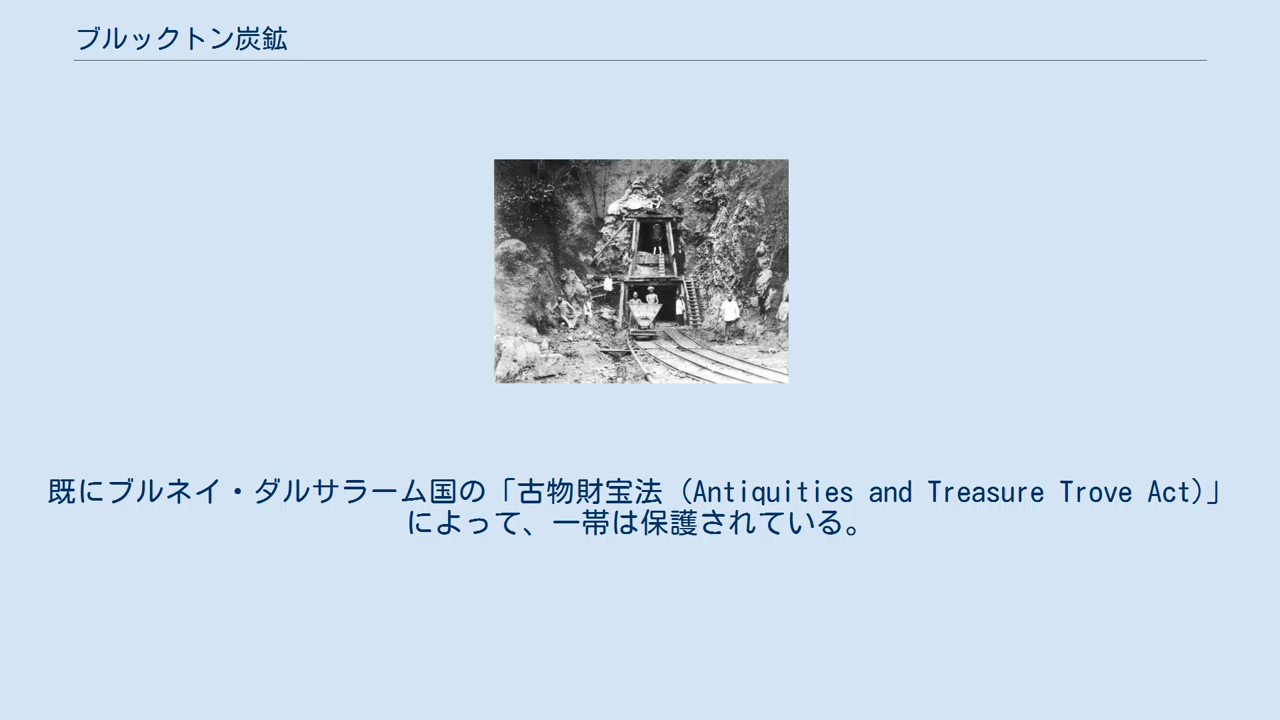 ブルックトン炭鉱
既にブルネイ・ダルサラーム国の「古物財宝法（Antiquities and Treasure Trove Act)」
によって、一帯は保護されている。